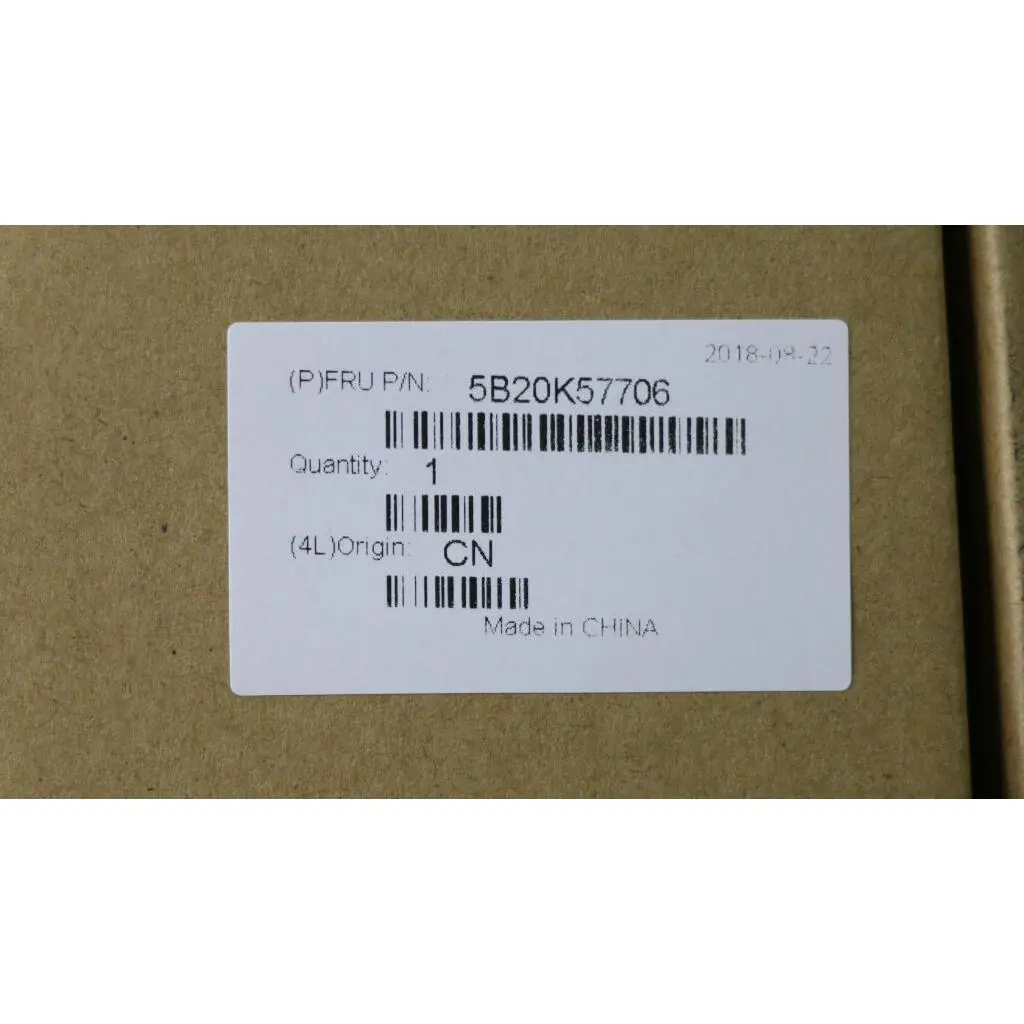 2018-08-22
(P)FRU P/N: 5B20K57706
Quantity: 1
(4L)Origin: CN
Made in CHINA